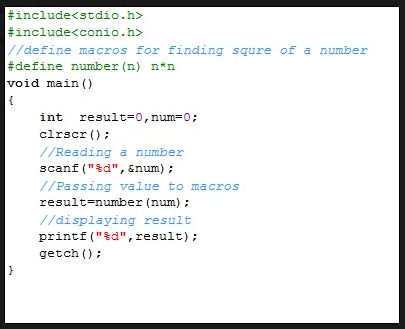 #include<stdio.h>
#include<conio.h>
//define macros for finding squre of a number
#define number(n) n*n
void main()
{
int  result=0,num=0;
clrscr();
//Reading a number
scanf("%d",&num);
//Passing value to macros
result=number(num);
//displaying result
printf("%d",result);
getch();
}